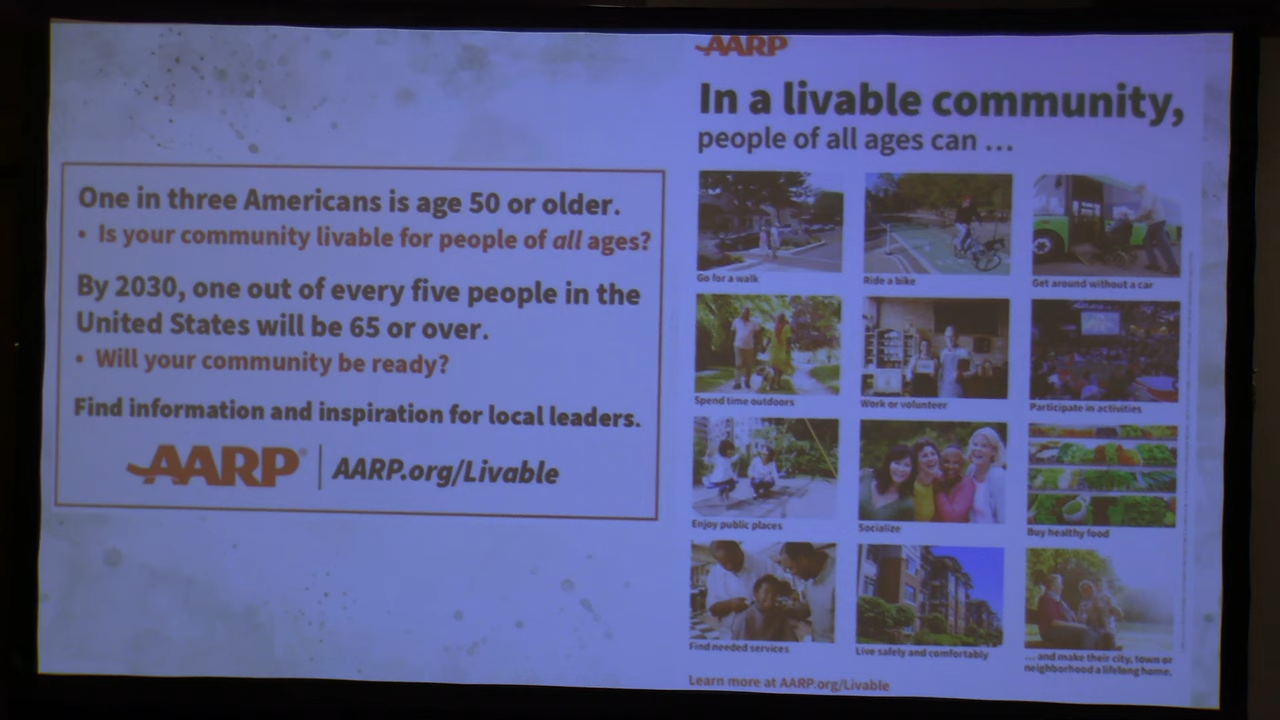 One in three Americans is age 50 or older.
• Is your community livable for people of all ages?
By 2030, one out of every five people in the
United States will be 65 or over.
• Will your community be ready?
Find information and inspiration for local leaders.
AARP® | AARP.org/Livable
AARP
In a livable community,
people of all ages can ...
Go for a walk
Ride a bike
Get around without a car
Spend time outdoors
Work or volunteer
Participate in activities
Enjoy public places
Socialize
Buy healthy food
Find needed services
Live safely and comfortably
... and make their city, town or
neighborhood a lifelong home.
Learn more at AARP.org/Livable